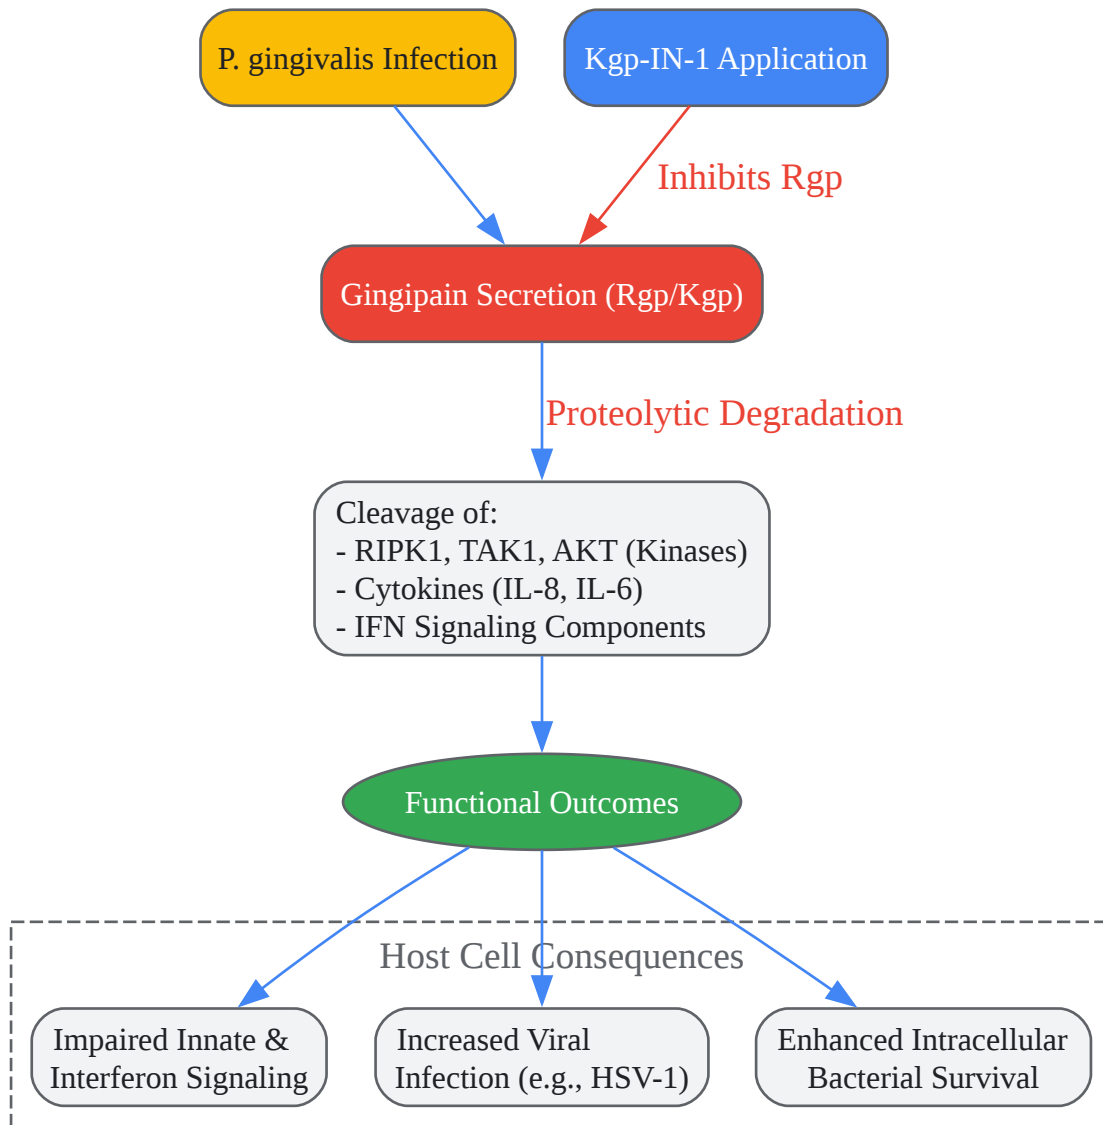 P. gingivalis Infection
Kgp-IN-1 Application
Inhibits Rgp
Gingipain Secretion (Rgp/Kgp)
Proteolytic Degradation
Cleavage of:
- RIPK1, TAK1, AKT (Kinases)
- Cytokines (IL-8, IL-6)
- IFN Signaling Components
Functional Outcomes
Host Cell Consequences
Impaired Innate &
Interferon Signaling
Increased Viral
Infection (e.g., HSV-1)
Enhanced Intracellular
Bacterial Survival